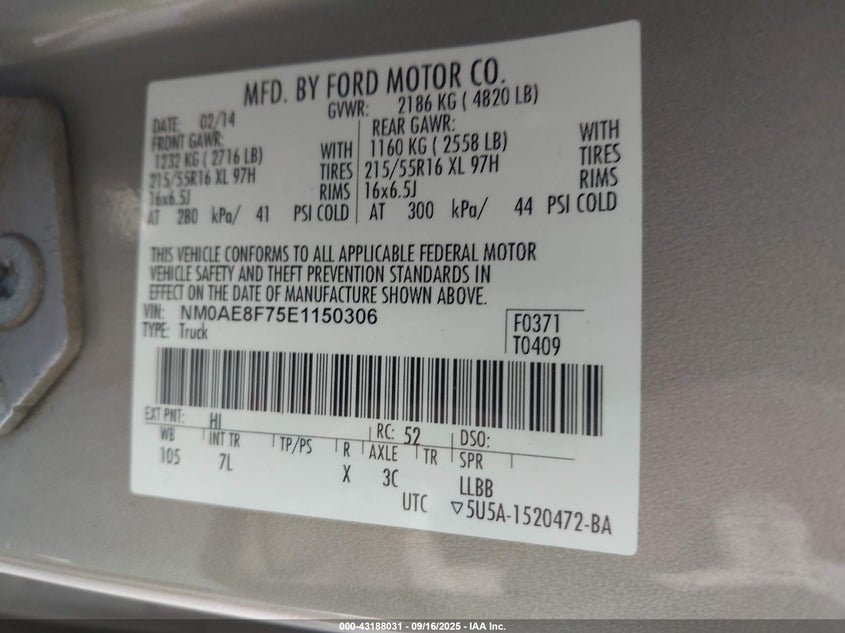 MFD. BY FORD MOTOR CO.
DATE: 02/14 GVWR: 2186 KG ( 4820 LB)
FRONT GAWR: REAR GAWR:
1232 KG ( 2716 LB) WITH 1160 KG ( 2558 LB) WITH
215/55R16 XL 97H TIRES 215/55R16 XL 97H TIRES
16x6.5J RIMS 16x6.5J RIMS
AT 280 kPa/ 41 PSI COLD AT 300 kPa/ 44 PSI COLD
THIS VEHICLE CONFORMS TO ALL APPLICABLE FEDERAL MOTOR
VEHICLE SAFETY AND THEFT PREVENTION STANDARDS IN
EFFECT ON THE DATE OF MANUFACTURE SHOWN ABOVE.
VIN: NM0AE8F75E1150306 F0371
TYPE: Truck T0409
EXT PNT: HI RC: 52 DSO:
WB INT TR TP/PS R AXLE TR SPR
105 7L X 3C LLBB
UTC ▽5U5A-1520472-BA
000-43188031 - 09/16/2025 - IAA Inc.